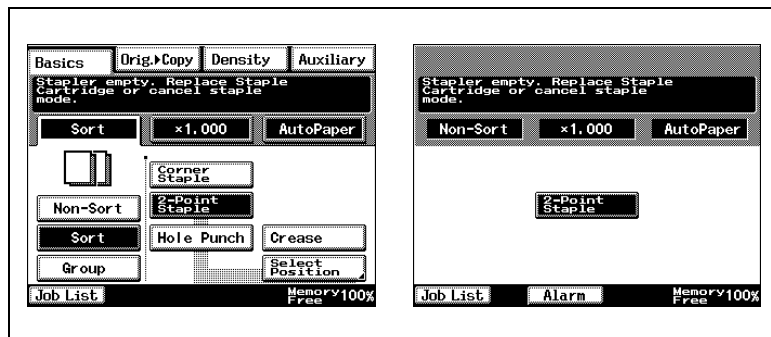 Basics
Orig.▸Copy
Density
Auxiliary
Stapler empty. Replace Staple
Cartridge or cancel staple
mode.
Sort
×1.000
AutoPaper
Corner
Staple
Non-Sort
2-Point
Staple
Sort
Hole Punch
Crease
Group
Select
Position
Job List
Memory
Free
100%
Stapler empty. Replace Staple
Cartridge or cancel staple
mode.
Non-Sort
×1.000
AutoPaper
2-Point
Staple
Job List
Alarm
Memory
Free
100%